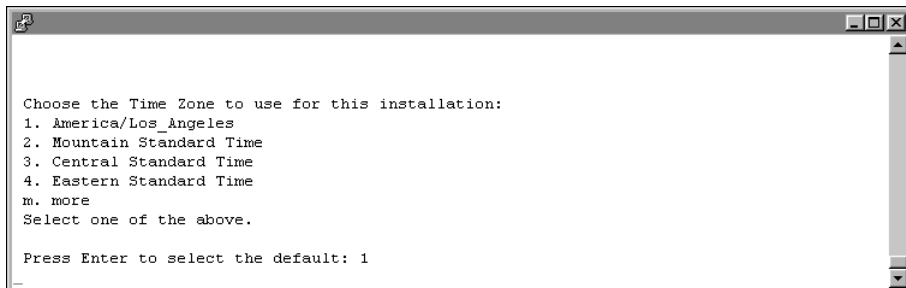 Choose the Time Zone to use for this installation:
1. America/Los_Angeles
2. Mountain Standard Time
3. Central Standard Time
4. Eastern Standard Time
m. more
Select one of the above.
Press Enter to select the default: 1